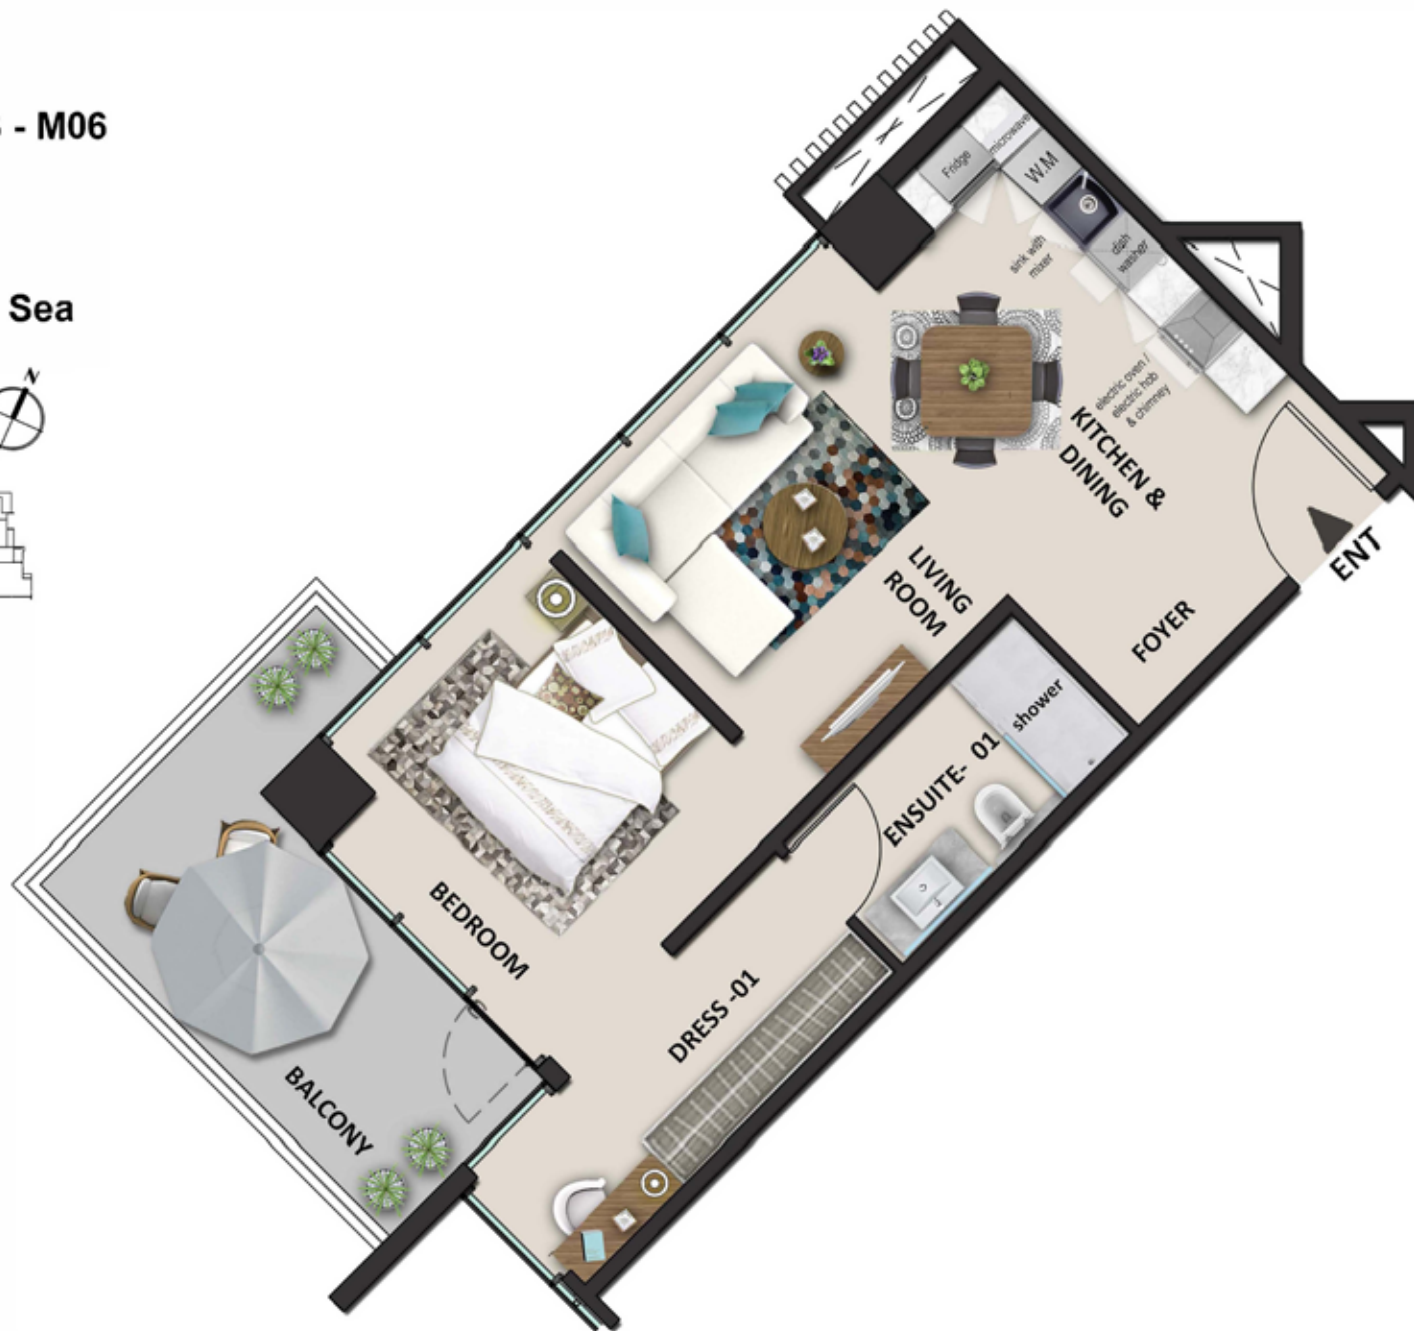 - M06
Sea
N
Fridge
microwave
W.M
sink with
mixer
dish
washer
electric oven /
electric hob
& chimney
KITCHEN &
DINING
LIVING
ROOM
ENT
FOYER
shower
ENSUITE- 01
BEDROOM
DRESS -01
BALCONY